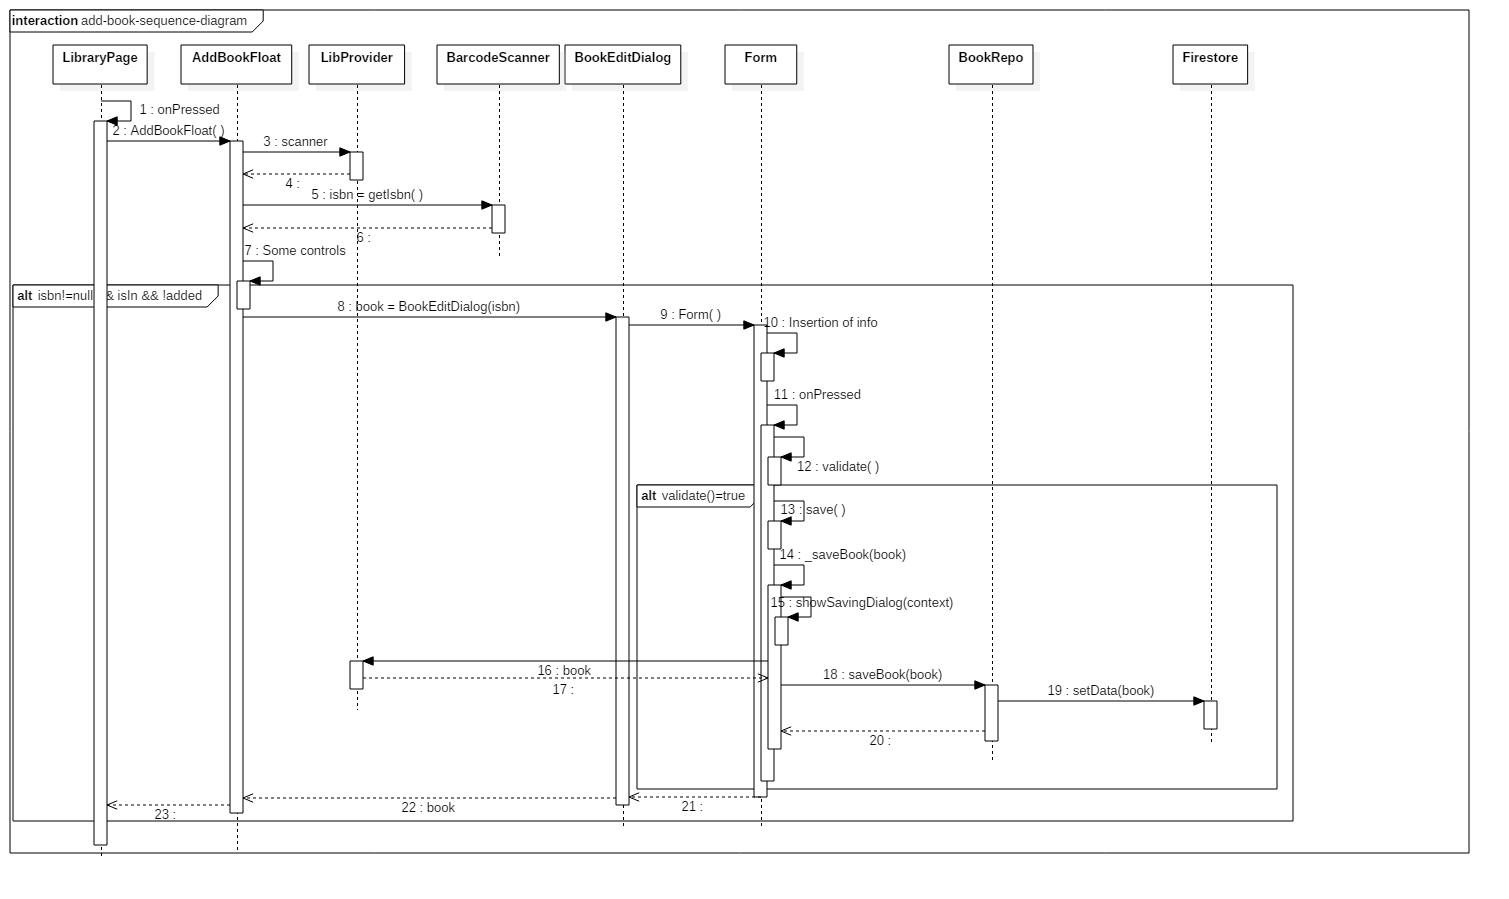 interaction add-book-sequence-diagram
LibraryPage
AddBookFloat
LibProvider
BarcodeScanner
BookEditDialog
Form
BookRepo
Firestore
1 : onPressed
2 : AddBookFloat( )
3 : scanner
4 :
5 : isbn = getIsbn( )
6 :
7 : Some controls
alt isbn!=null & isIn && !added
8 : book = BookEditDialog(isbn)
9 : Form( )
10 : Insertion of info
11 : onPressed
12 : validate( )
alt validate()=true
13 : save( )
14 : _saveBook(book)
15 : showSavingDialog(context)
16 : book
17 :
18 : saveBook(book)
19 : setData(book)
20 :
21 :
22 : book
23 :